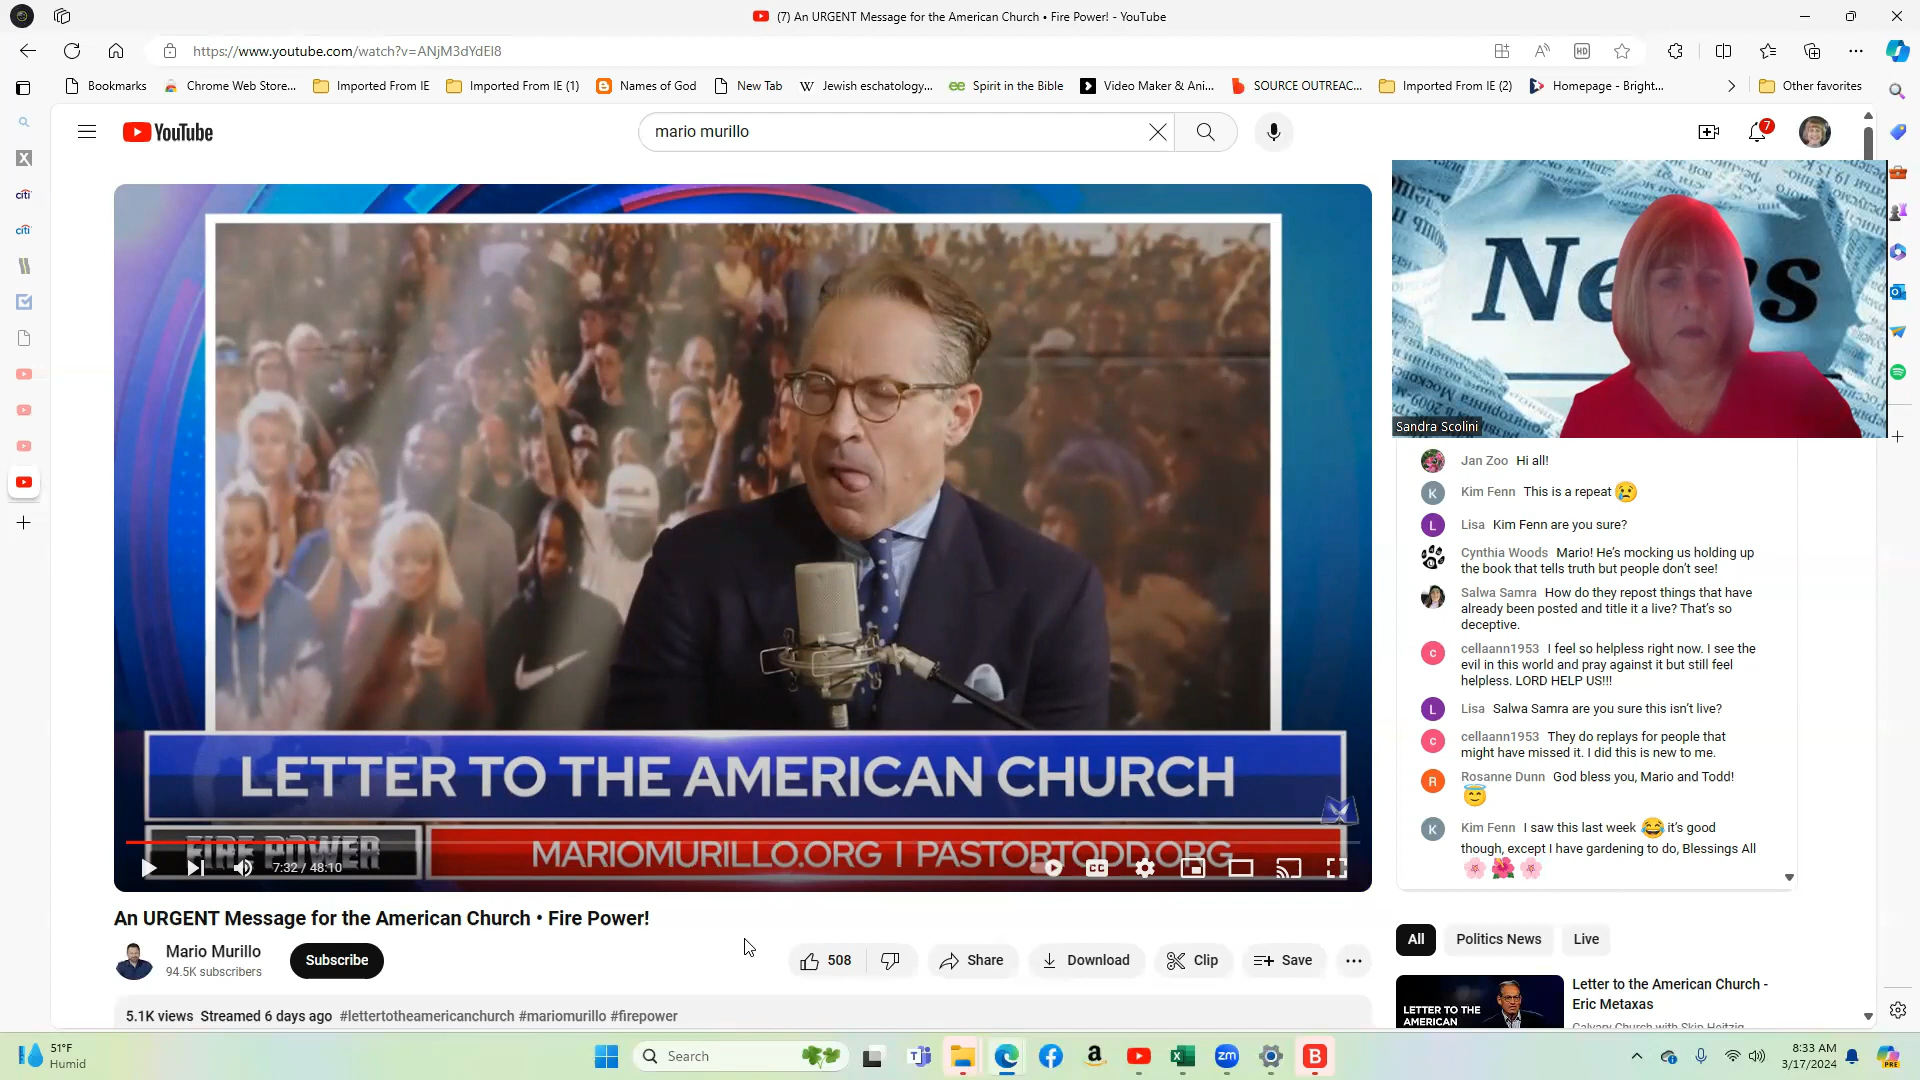 (7) An URGENT Message for the American Church • Fire Power! - YouTube
https://www.youtube.com/watch?v=ANjM3dYdEI8
HD
Bookmarks
Chrome Web Store...
Imported From IE
Imported From IE (1)
Names of God
New Tab
Jewish eschatology...
Spirit in the Bible
Video Maker & Ani...
SOURCE OUTREAC...
Imported From IE (2)
Homepage - Bright...
Other favorites
YouTube
mario murillo
7
citi
citi
News
Sandra Scolini
Jan Zoo Hi all!
Kim Fenn This is a repeat 😢
Lisa Kim Fenn are you sure?
Cynthia Woods Mario! He's mocking us holding up
the book that tells truth but people don't see!
Salwa Samra How do they repost things that have
already been posted and title it a live? That's so
deceptive.
cellaann1953 I feel so helpless right now. I see the
evil in this world and pray against it but still feel
helpless. LORD HELP US!!!
Lisa Salwa Samra are you sure this isn't live?
cellaann1953 They do replays for people that
might have missed it. I did this is new to me.
Rosanne Dunn God bless you, Mario and Todd!
😇
Kim Fenn I saw this last week 😂 it's good
though, except I have gardening to do, Blessings All
🌸 🌺 🌸
LETTER TO THE AMERICAN CHURCH
FIRE POWER
MARIOMURILLO.ORG | PASTORTODD.ORG
7:32 / 48:10
CC
An URGENT Message for the American Church • Fire Power!
Mario Murillo
94.5K subscribers
Subscribe
508
Share
Download
Clip
Save
5.1K views Streamed 6 days ago #lettertotheamericanchurch #mariomurillo #firepower
All
Politics News
Live
LETTER TO THE
AMERICAN
Letter to the American Church -
Eric Metaxas
Calvary Church with Skip Heitzig
51°F
Humid
Search
zm
B
PRE
8:33 AM
3/17/2024